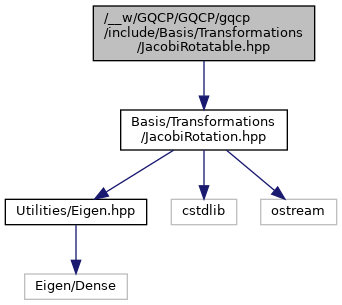 /__w/GQCP/GQCP/gqcp
/include/Basis/Transformations
/JacobiRotatable.hpp
Basis/Transformations
/JacobiRotation.hpp
Utilities/Eigen.hpp
cstdlib
ostream
Eigen/Dense